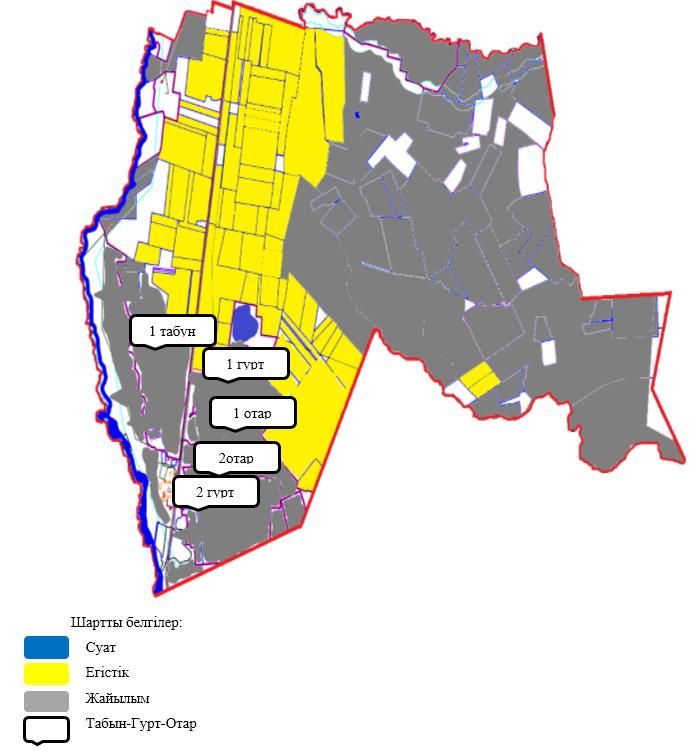 1 табун
1 гурт
1 отар
2отар
2 гурт
Шартты белгілер:
Суат
Егістік
Жайылым
Табын-Гурт-Отар